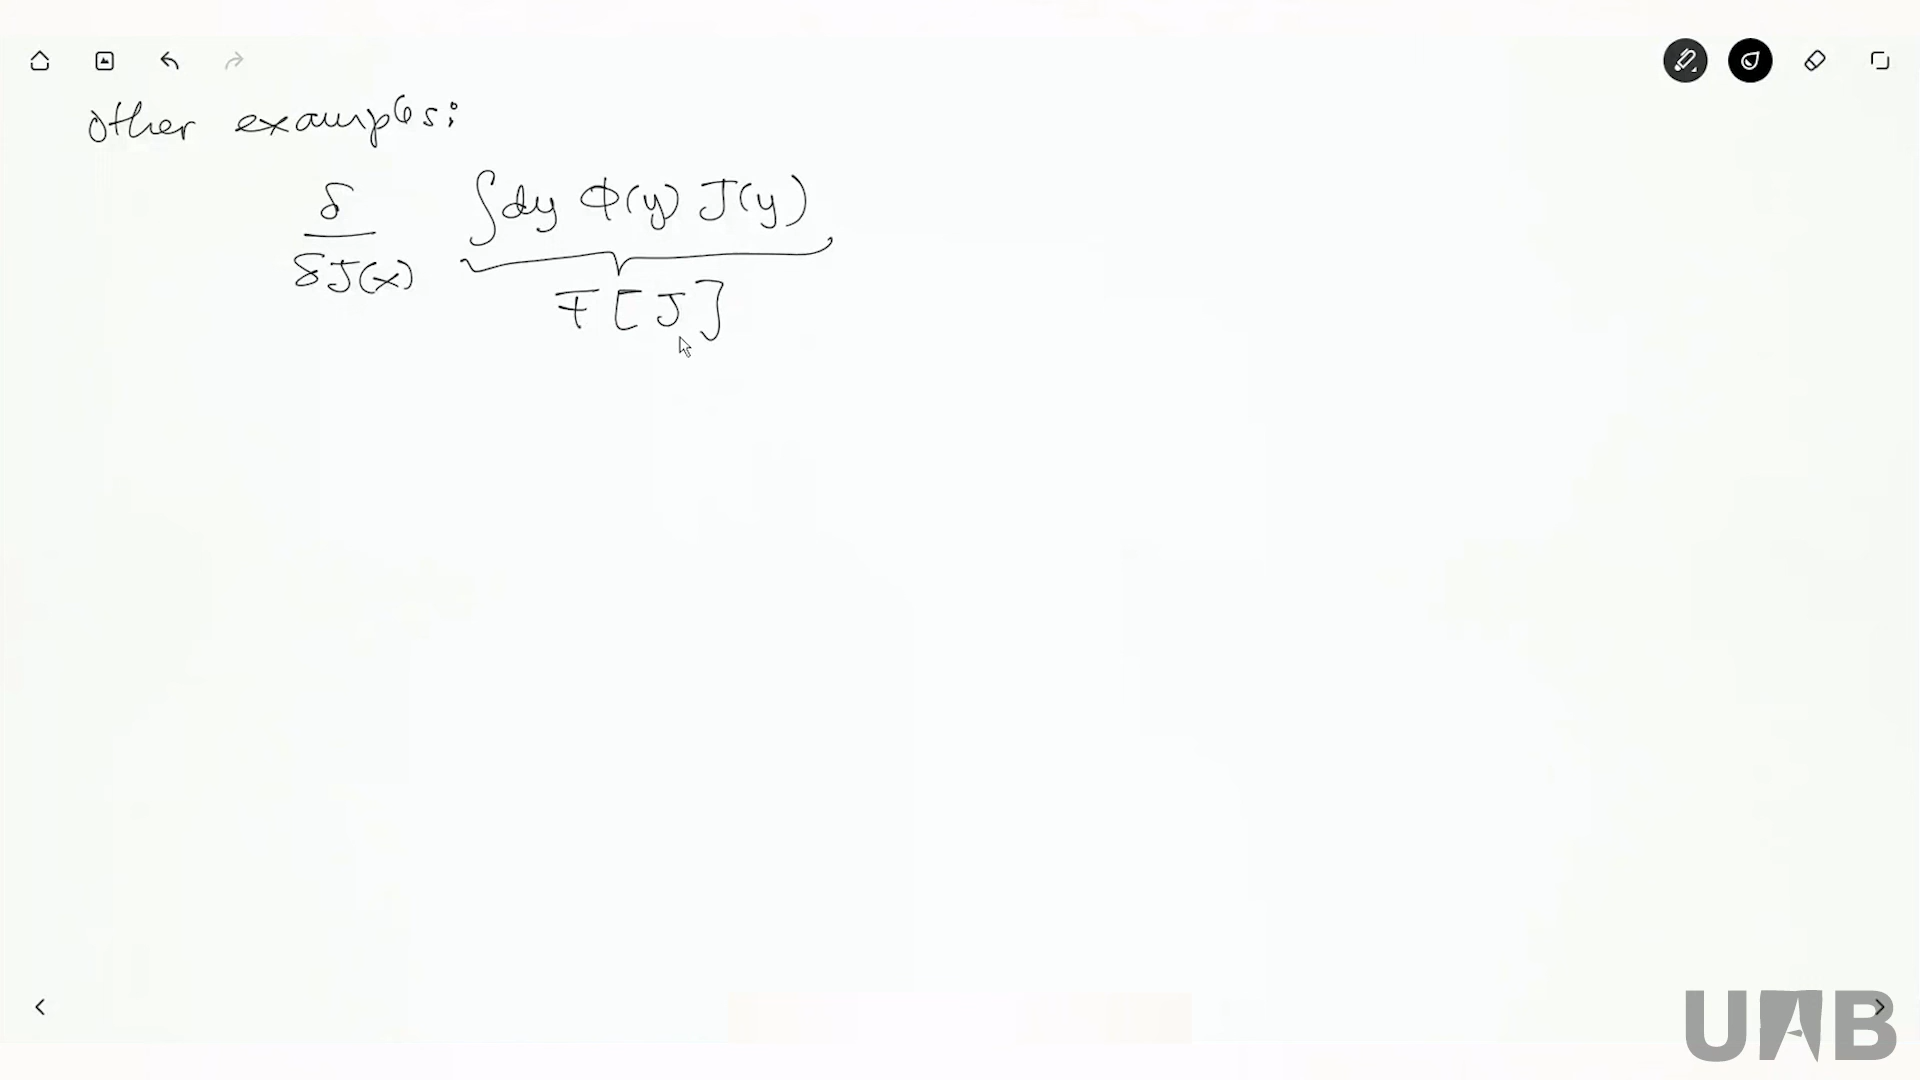 other examples:
δ/δJ(x) ∫dy Φ(y) J(y)
F[J]
UAB